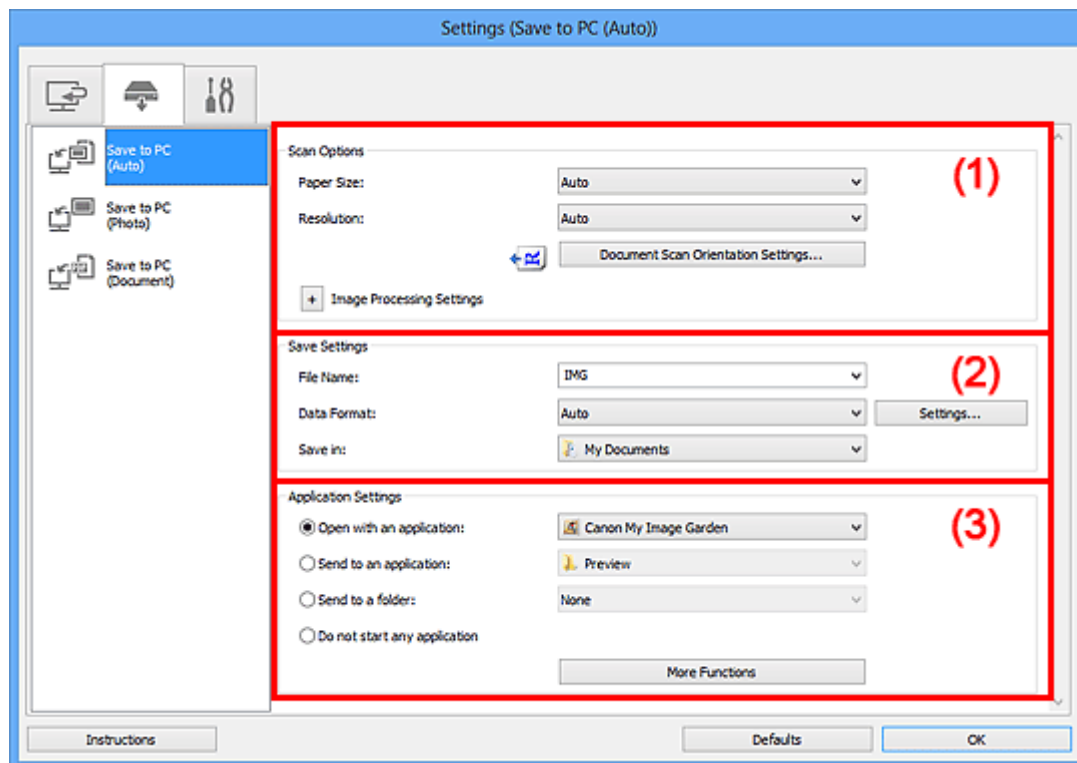 Settings (Save to PC (Auto))
Save to PC
(Auto)
Save to PC
(Photo)
Save to PC
(Document)
Scan Options
(1)
Paper Size: Auto
Resolution: Auto
Document Scan Orientation Settings...
+ Image Processing Settings
Save Settings
(2)
File Name: IMG
Data Format: Auto Settings...
Save in: My Documents
Application Settings
(3)
Open with an application: Canon My Image Garden
Send to an application: Preview
Send to a folder: None
Do not start any application
More Functions
Instructions Defaults OK